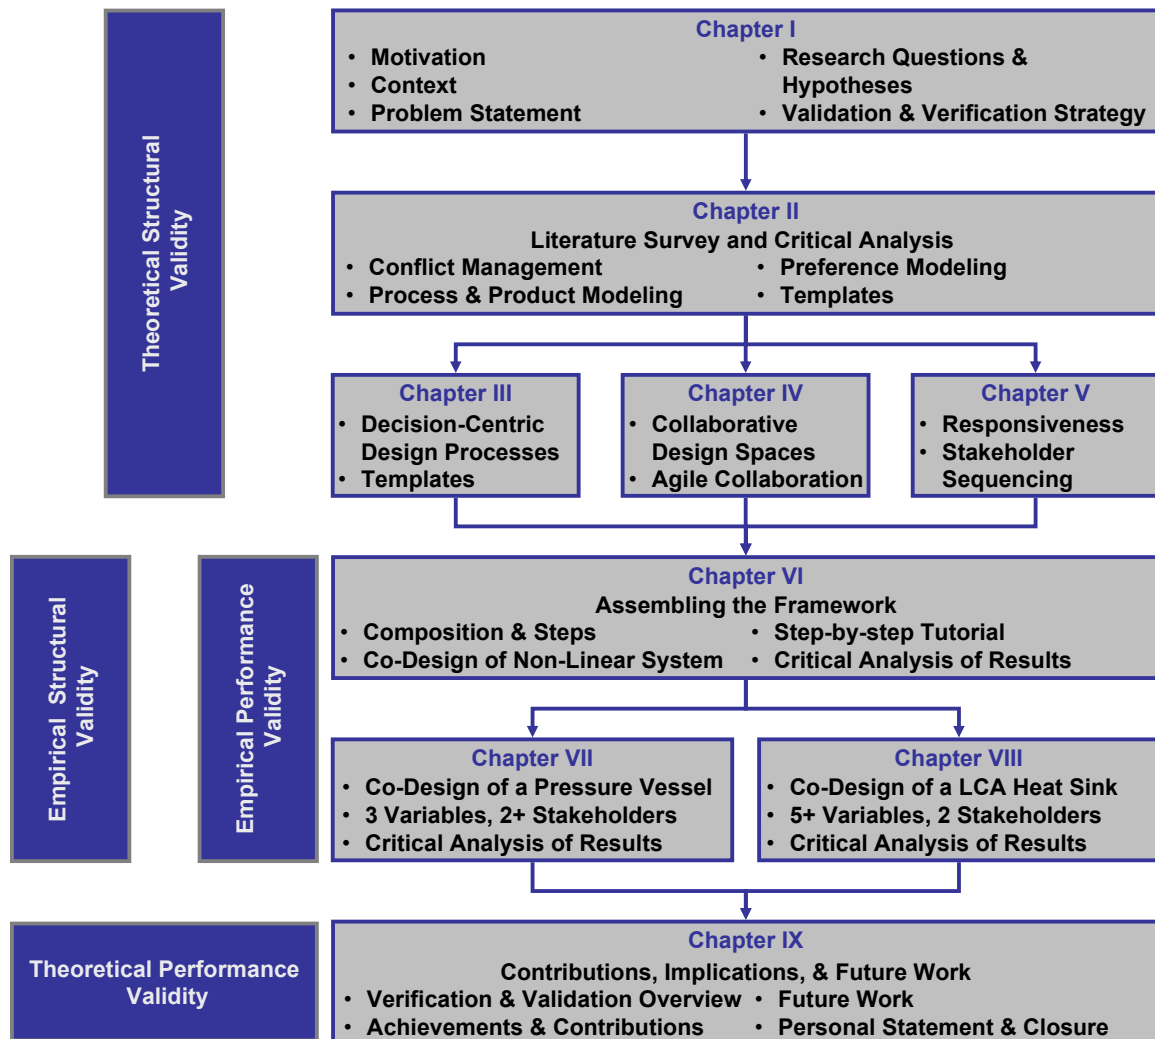 Theoretical Structural
Validity
Chapter I
• Motivation
• Context
• Problem Statement
• Research Questions &
Hypotheses
• Validation & Verification Strategy
Chapter II
Literature Survey and Critical Analysis
• Conflict Management
• Process & Product Modeling
• Preference Modeling
• Templates
Chapter III
• Decision-Centric
Design Processes
• Templates
Chapter IV
• Collaborative
Design Spaces
• Agile Collaboration
Chapter V
• Responsiveness
• Stakeholder
Sequencing
Empirical Structural
Validity
Empirical Performance
Validity
Chapter VI
Assembling the Framework
• Composition & Steps
• Co-Design of Non-Linear System
• Step-by-step Tutorial
• Critical Analysis of Results
Chapter VII
• Co-Design of a Pressure Vessel
• 3 Variables, 2+ Stakeholders
• Critical Analysis of Results
Chapter VIII
• Co-Design of a LCA Heat Sink
• 5+ Variables, 2 Stakeholders
• Critical Analysis of Results
Theoretical Performance
Validity
Chapter IX
Contributions, Implications, & Future Work
• Verification & Validation Overview
• Achievements & Contributions
• Future Work
• Personal Statement & Closure